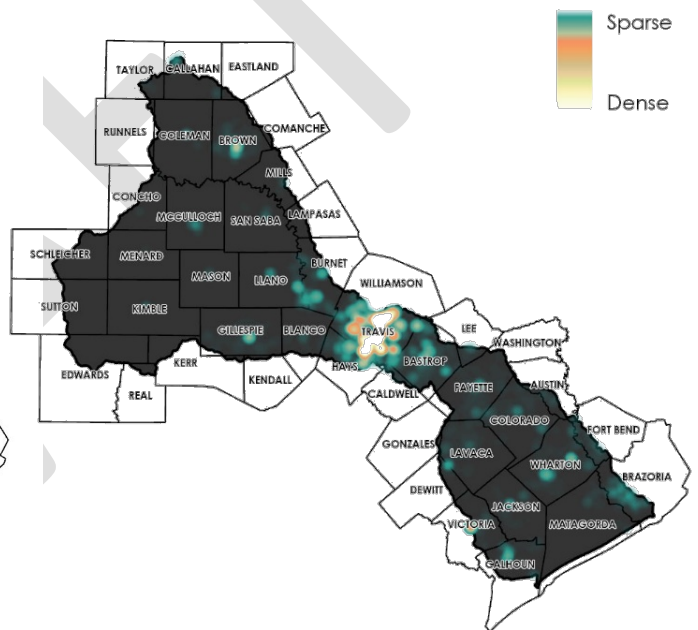 Sparse
Dense
TAYLOR
CALLAHAN
EASTLAND
RUNNELS
COLEMAN
BROWN
COMANCHE
MILLS
CONCHO
MCCULLOCH
SAN SABA
LAMPASAS
SCHLEICHER
MENARD
BURNET
MASON
LLANO
WILLIAMSON
SUTTON
KIMBLE
GILLESPIE
BLANCO
TRAVIS
LEE
WASHINGTON
EDWARDS
KERR
HAYS
BASTROP
REAL
KENDALL
CALDWELL
FAYETTE
AUSTIN
COLORADO
FORT BEND
GONZALES
LAVACA
WHARTON
BRAZORIA
DEWITT
JACKSON
VICTORIA
MATAGORDA
CALHOUN